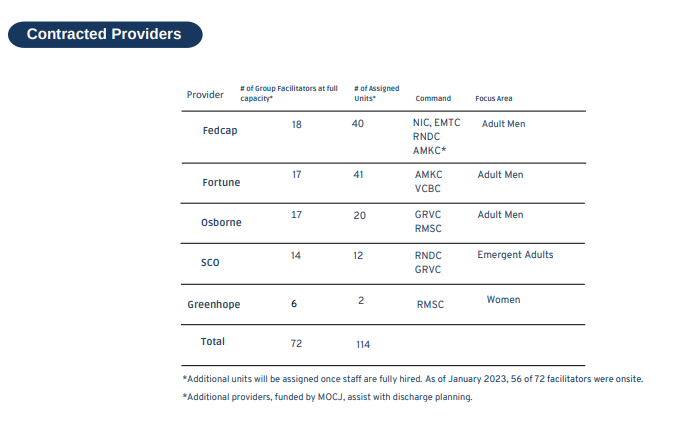 Contracted Providers
Provider # of Group Facilitators at full capacity* # of Assigned Units* Command Focus Area
Fedcap 18 40 NIC, EMTC Adult Men
RNDC
AMKC*
Fortune 17 41 AMKC Adult Men
VCBC
Osborne 17 20 GRVC Adult Men
RMSC
SCO 14 12 RNDC Emergent Adults
GRVC
Greenhope 6 2 RMSC Women
Total 72 114
*Additional units will be assigned once staff are fully hired. As of January 2023, 56 of 72 facilitators were onsite.
*Additional providers, funded by MOCJ, assist with discharge planning.